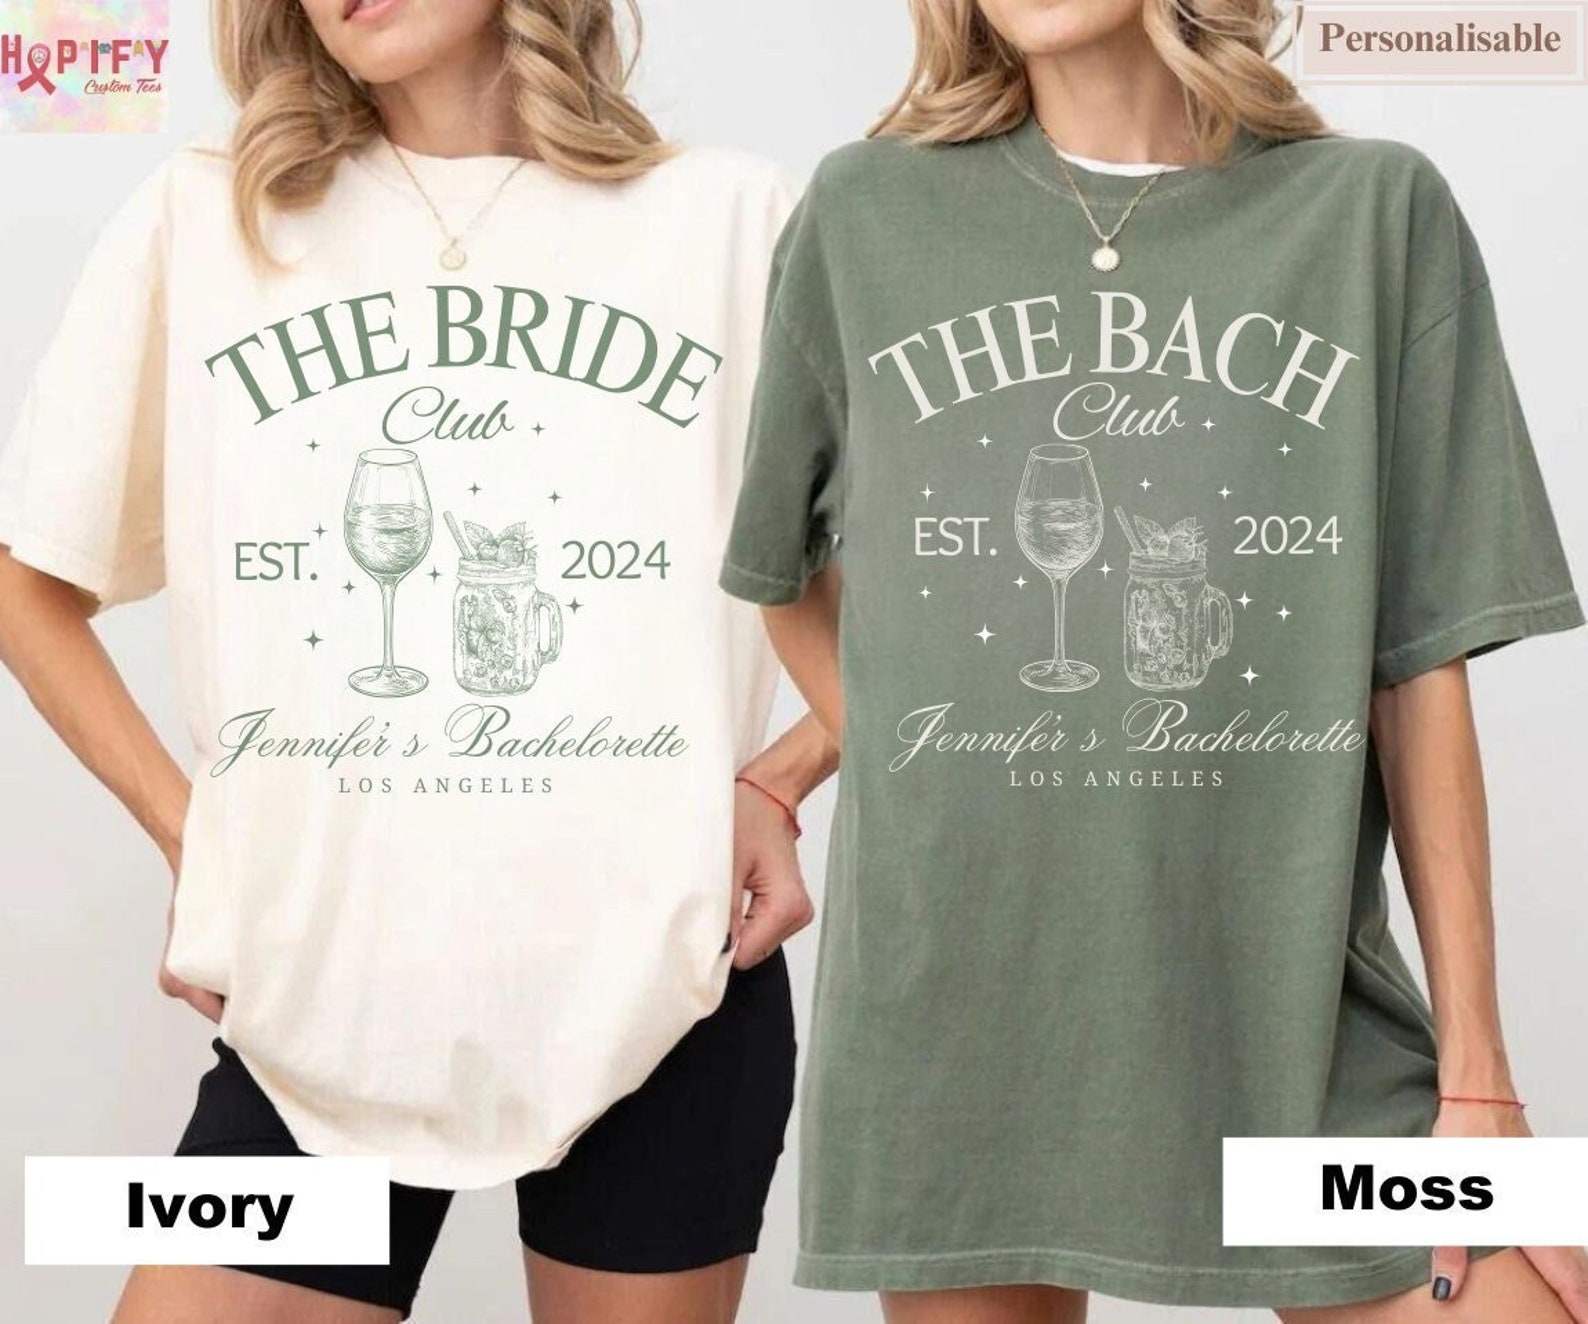 HOPIFY
Custom Tees
Personalisable
THE BRIDE
Club
EST. 2024
Jennifer's Bachelorette
LOS ANGELES
THE BACH
Club
EST. 2024
Jennifer's Bachelorette
LOS ANGELES
Ivory
Moss